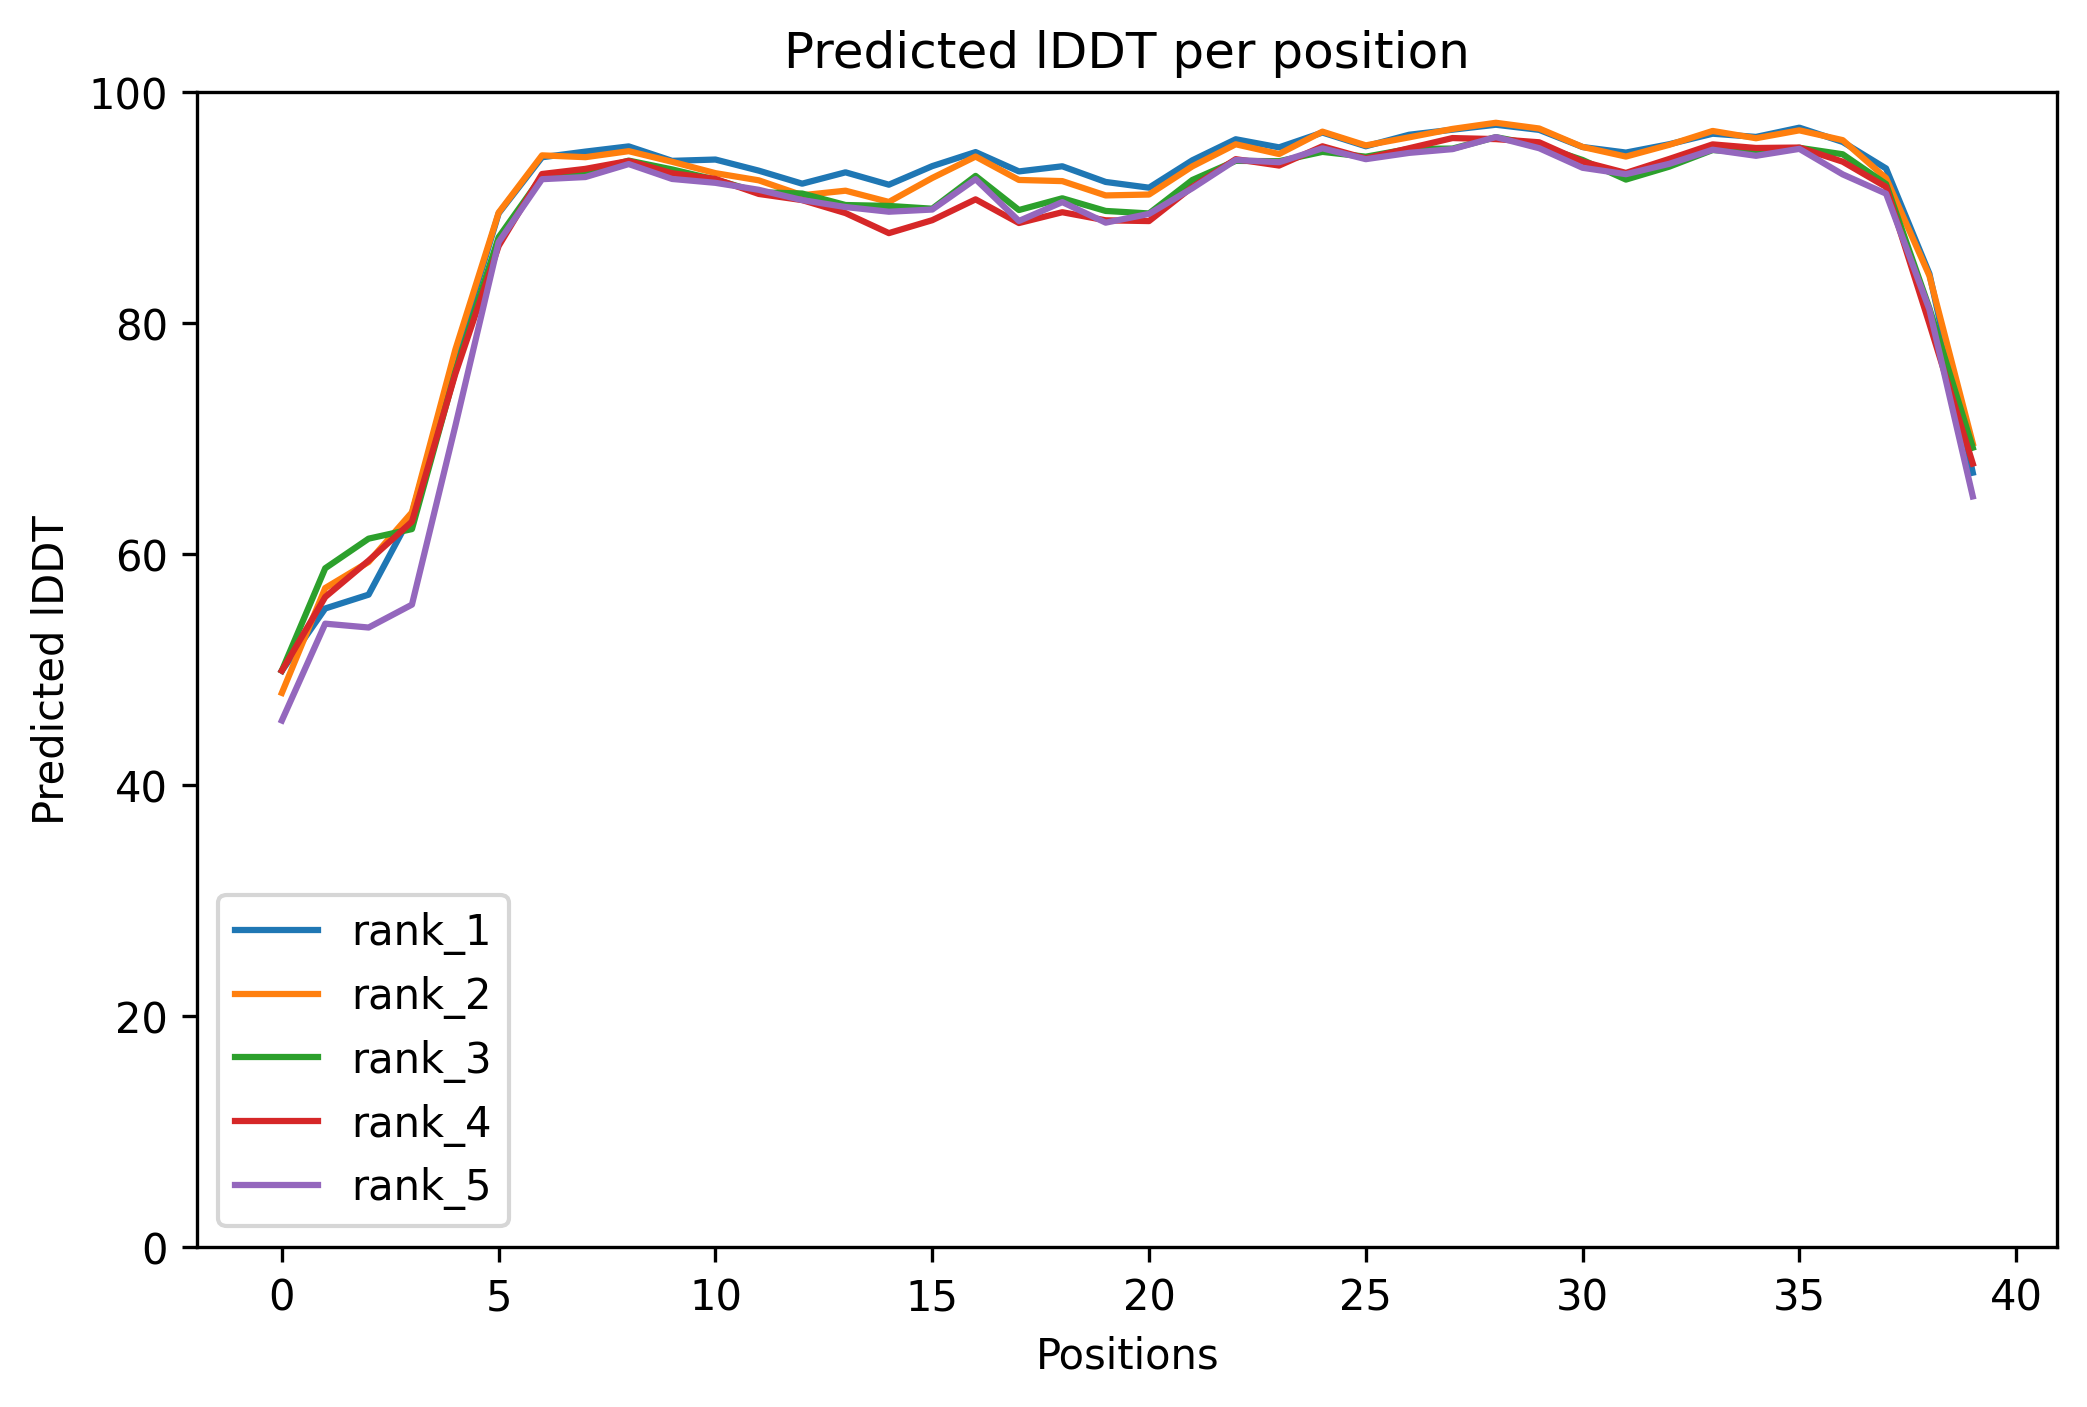 Predicted lDDT per position
Predicted lDDT
100
80
60
40
20
0
rank_1
rank_2
rank_3
rank_4
rank_5
0 5 10 15 20 25 30 35 40
Positions